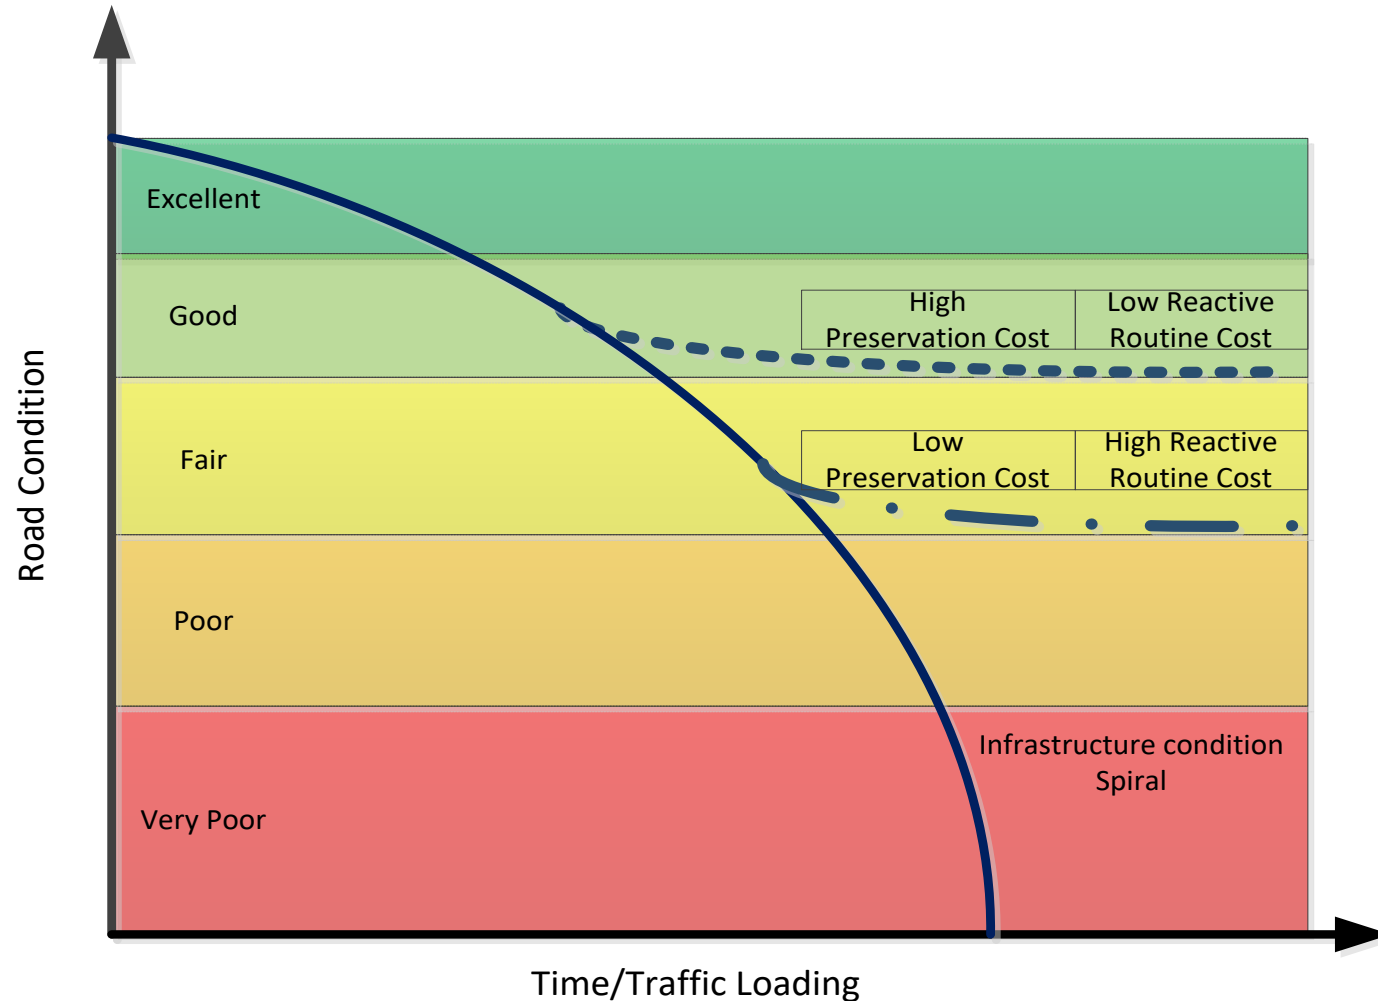 Excellent
Good
High
Preservation Cost
Low Reactive
Routine Cost
Fair
Low
Preservation Cost
High Reactive
Routine Cost
Poor
Infrastructure condition
Spiral
Very Poor
Road Condition
Time/Traffic Loading